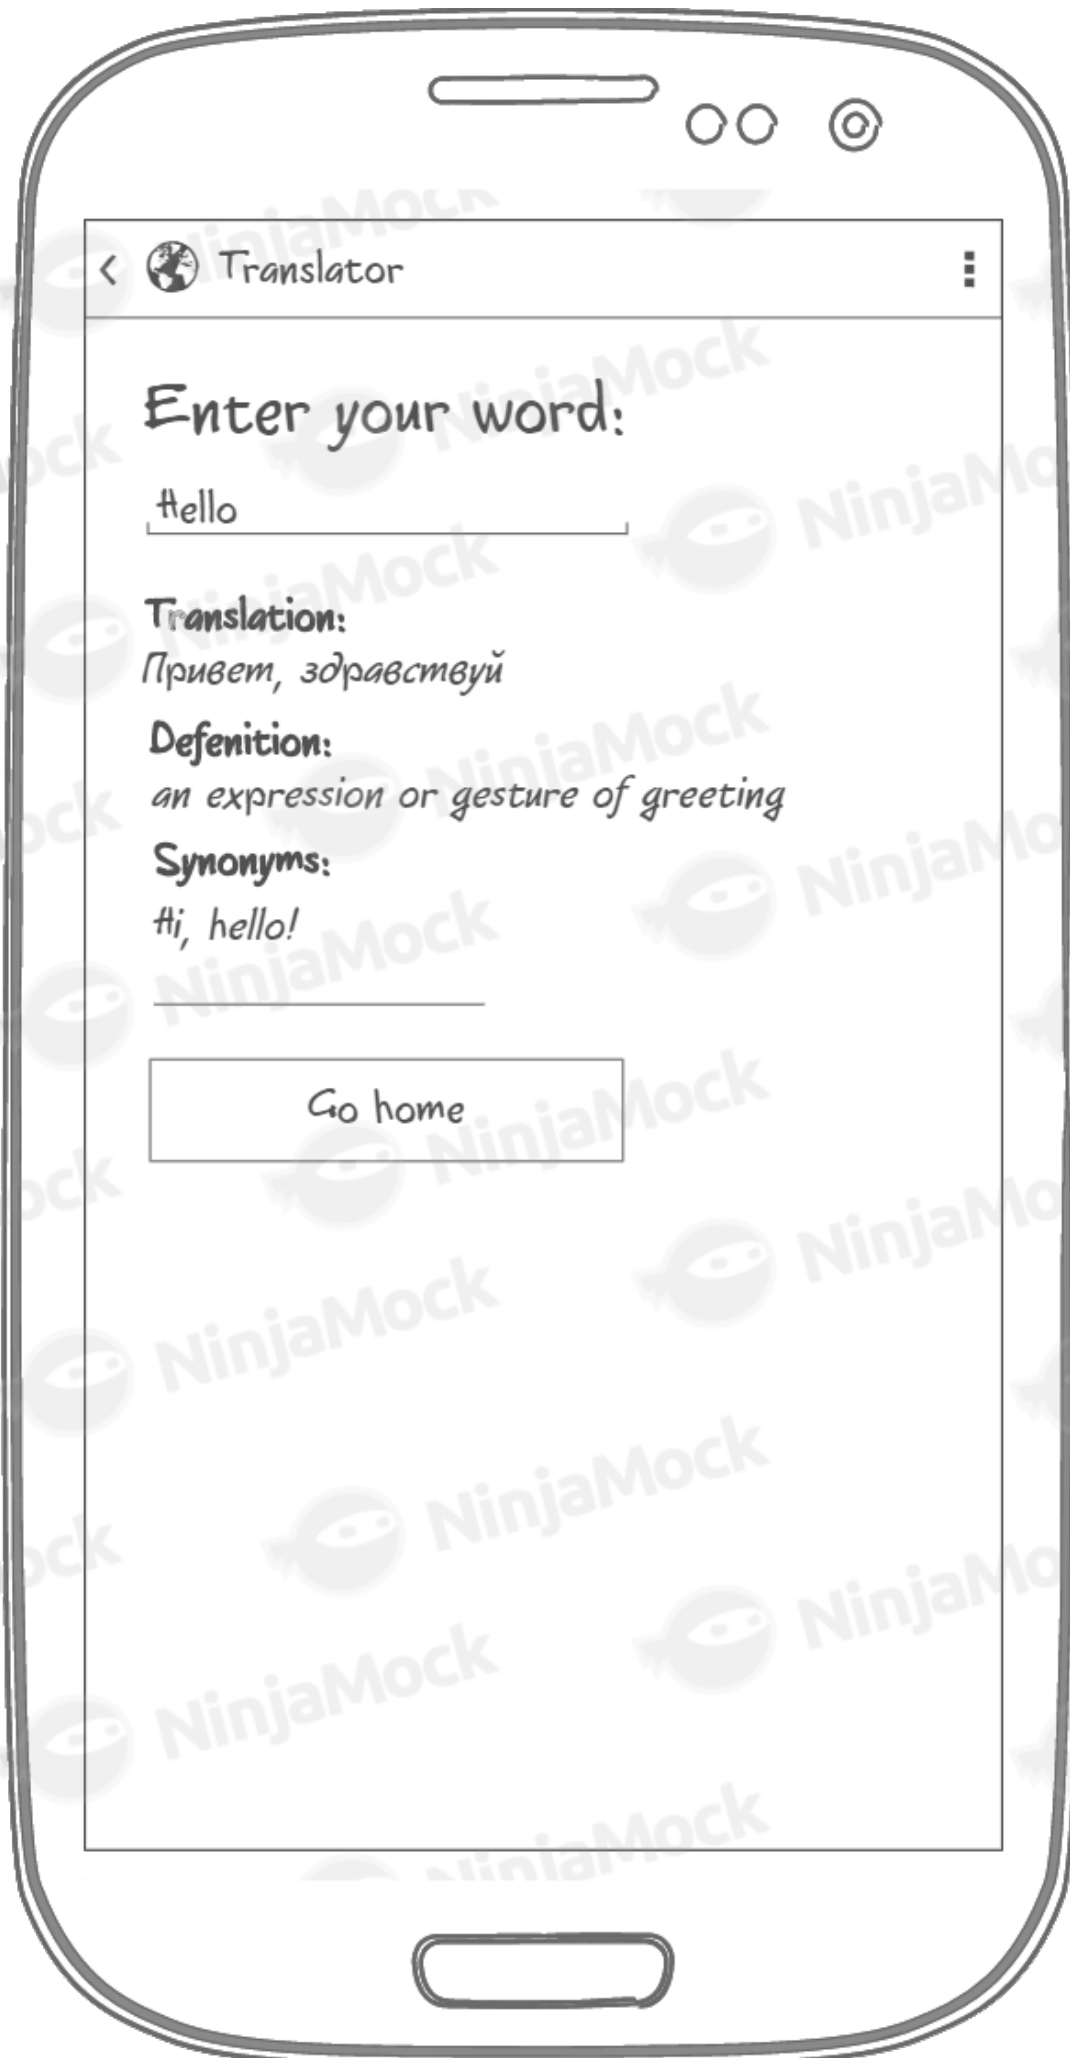 Translator
Enter your word:
Hello
Translation:
Привет, здравствуй
Defenition:
an expression or gesture of greeting
Synonyms:
Hi, hello!
Go home
NinjaMock